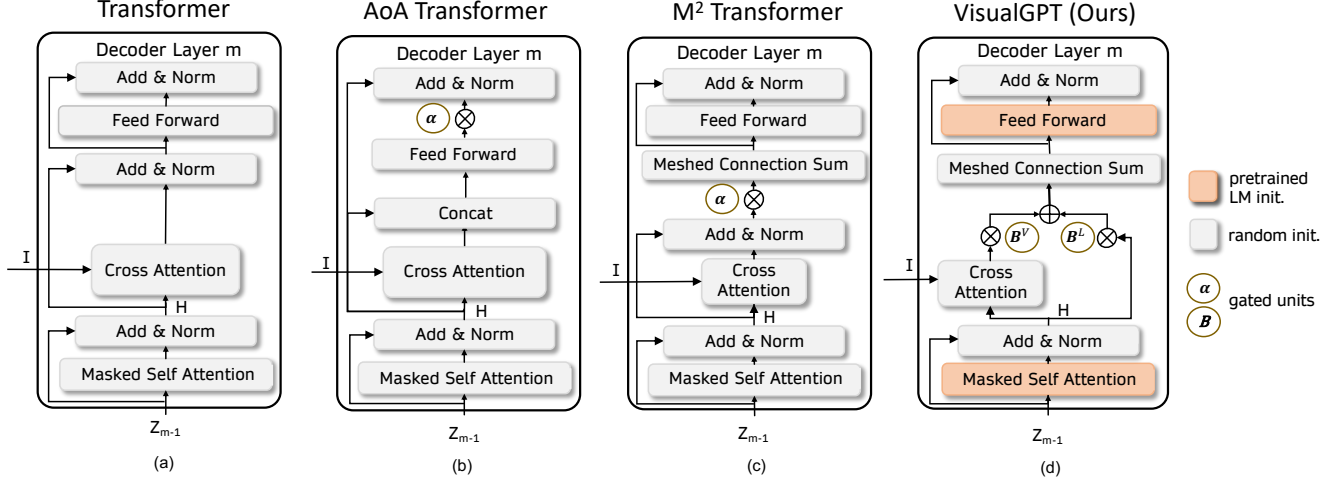 Transformer
Decoder Layer m
Add & Norm
Feed Forward
Add & Norm
Cross Attention
I
H
Add & Norm
Masked Self Attention
Z_{m-1}
(a)
AoA Transformer
Decoder Layer m
Add & Norm
α
Feed Forward
Concat
Cross Attention
I
H
Add & Norm
Masked Self Attention
Z_{m-1}
(b)
M² Transformer
Decoder Layer m
Add & Norm
Feed Forward
Meshed Connection Sum
α
Add & Norm
Cross
Attention
I
H
Add & Norm
Masked Self Attention
Z_{m-1}
(c)
VisualGPT (Ours)
Decoder Layer m
Add & Norm
Feed Forward
Meshed Connection Sum
B^V B^L
I
Cross
Attention
H
Add & Norm
Masked Self Attention
Z_{m-1}
(d)
pretrained
LM init.
random init.
α
B
gated units